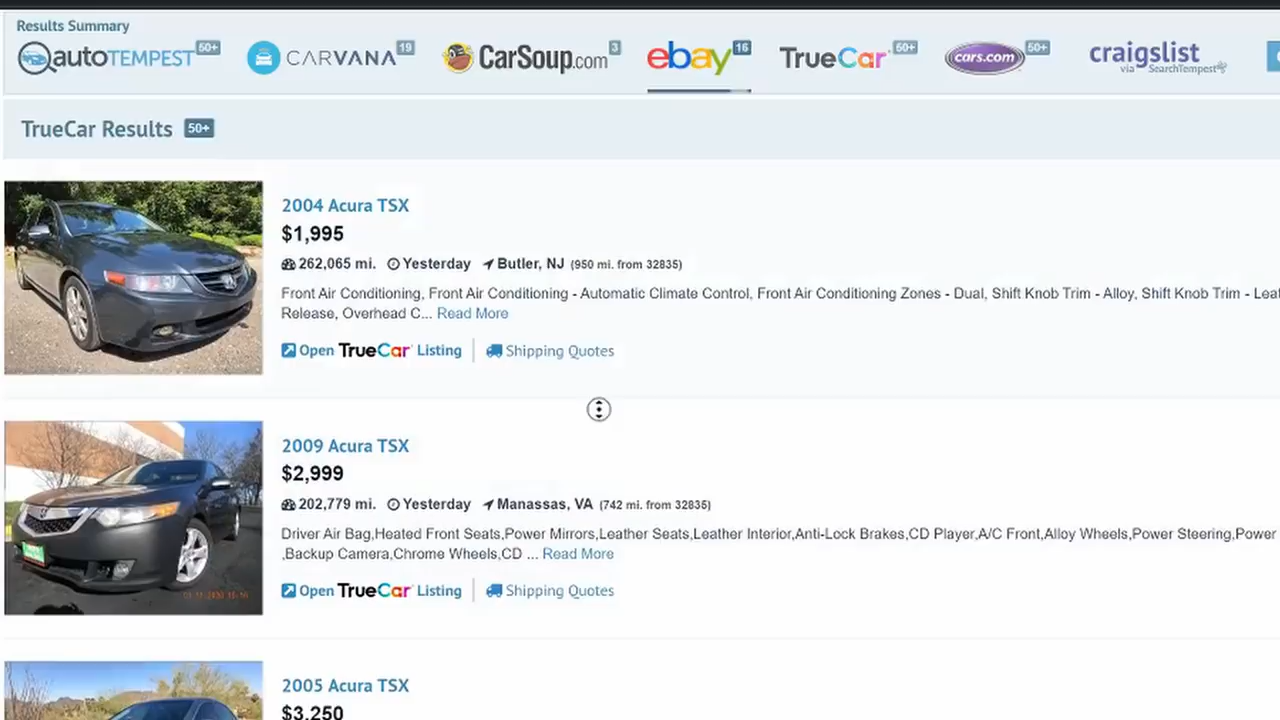 Results Summary
autoTEMPEST 50+
CARVANA 19
CarSoup.com 3
ebay 16
TrueCar 50+
cars.com 50+
craigslist
via SearchTempest
TrueCar Results 50+
2004 Acura TSX
$1,995
262,065 mi. Yesterday Butler, NJ (950 mi. from 32835)
Front Air Conditioning, Front Air Conditioning - Automatic Climate Control, Front Air Conditioning Zones - Dual, Shift Knob Trim - Alloy, Shift Knob Trim - Leat
Release, Overhead C... Read More
Open TrueCar Listing Shipping Quotes
2009 Acura TSX
$2,999
202,779 mi. Yesterday Manassas, VA (742 mi. from 32835)
Driver Air Bag,Heated Front Seats,Power Mirrors,Leather Seats,Leather Interior,Anti-Lock Brakes,CD Player,A/C Front,Alloy Wheels,Power Steering,Power
,Backup Camera,Chrome Wheels,CD ... Read More
Open TrueCar Listing Shipping Quotes
2005 Acura TSX
$3,250